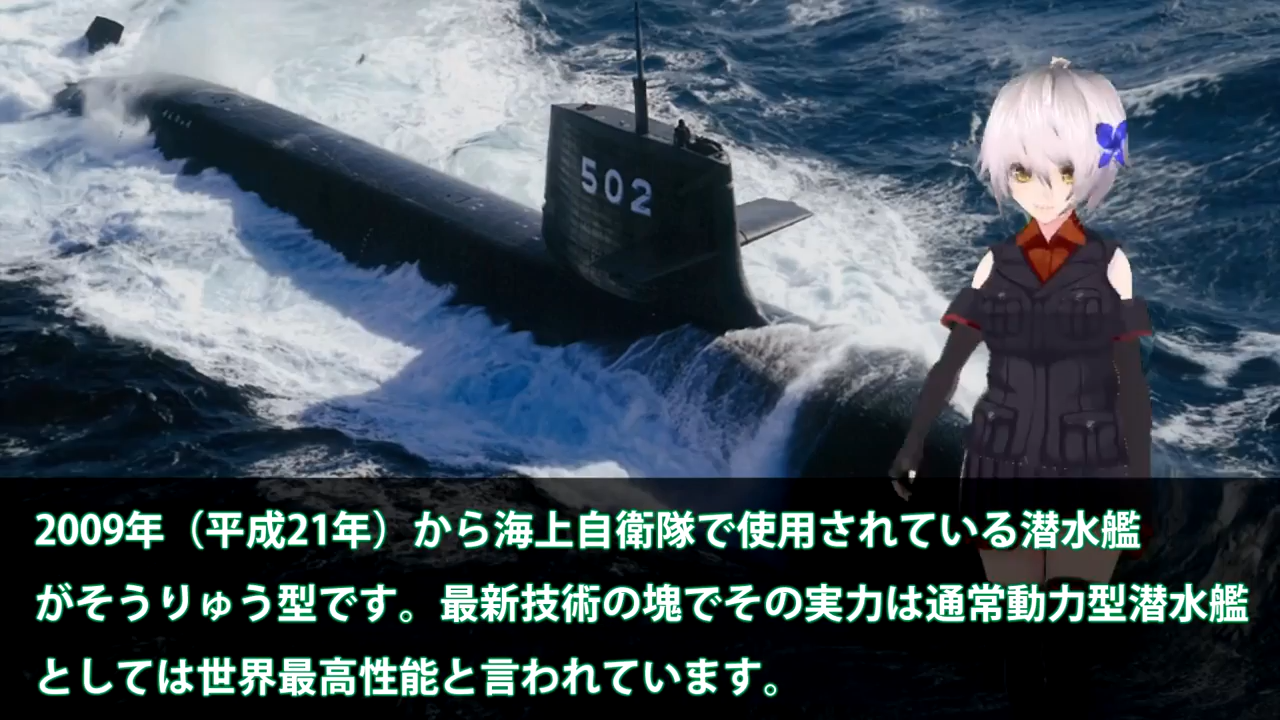 502
2009年（平成21年）から海上自衛隊で使用されている潜水艦
がそうりゅう型です。最新技術の塊でその実力は通常動力型潜水艦
としては世界最高性能と言われています。